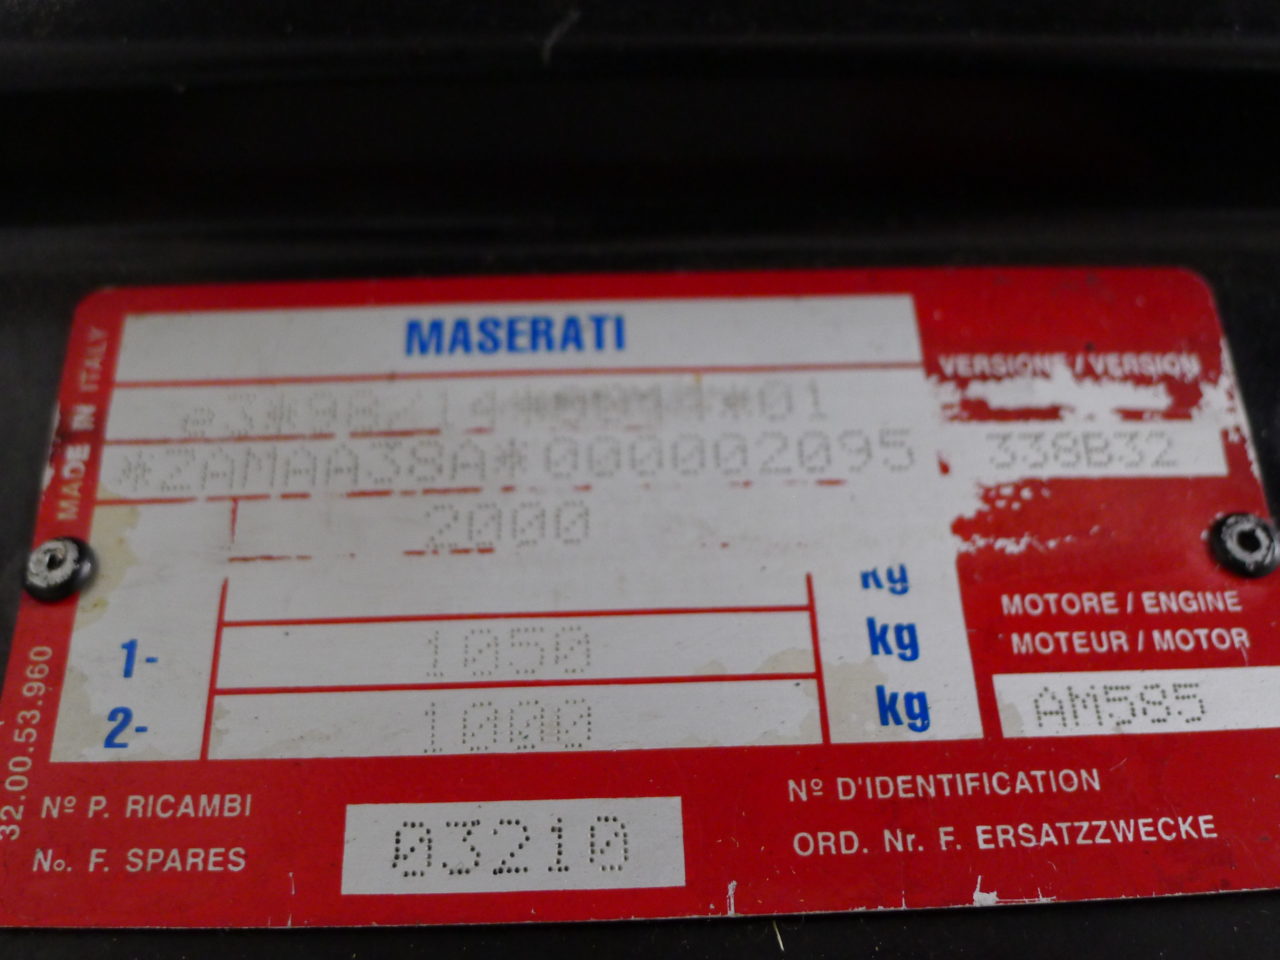 MASERATI
MADE IN ITALY
VERSIONE / VERSION
*ZAMAA38A*000002095
338B32
2000
kg
MOTORE / ENGINE
1- 1050 kg
MOTEUR / MOTOR
2- 1000 kg
AM585
32.00.53.960
Nº P. RICAMBI
Nº D'IDENTIFICATION
No. F. SPARES
03210
ORD. Nr. F. ERSATZZWECKE